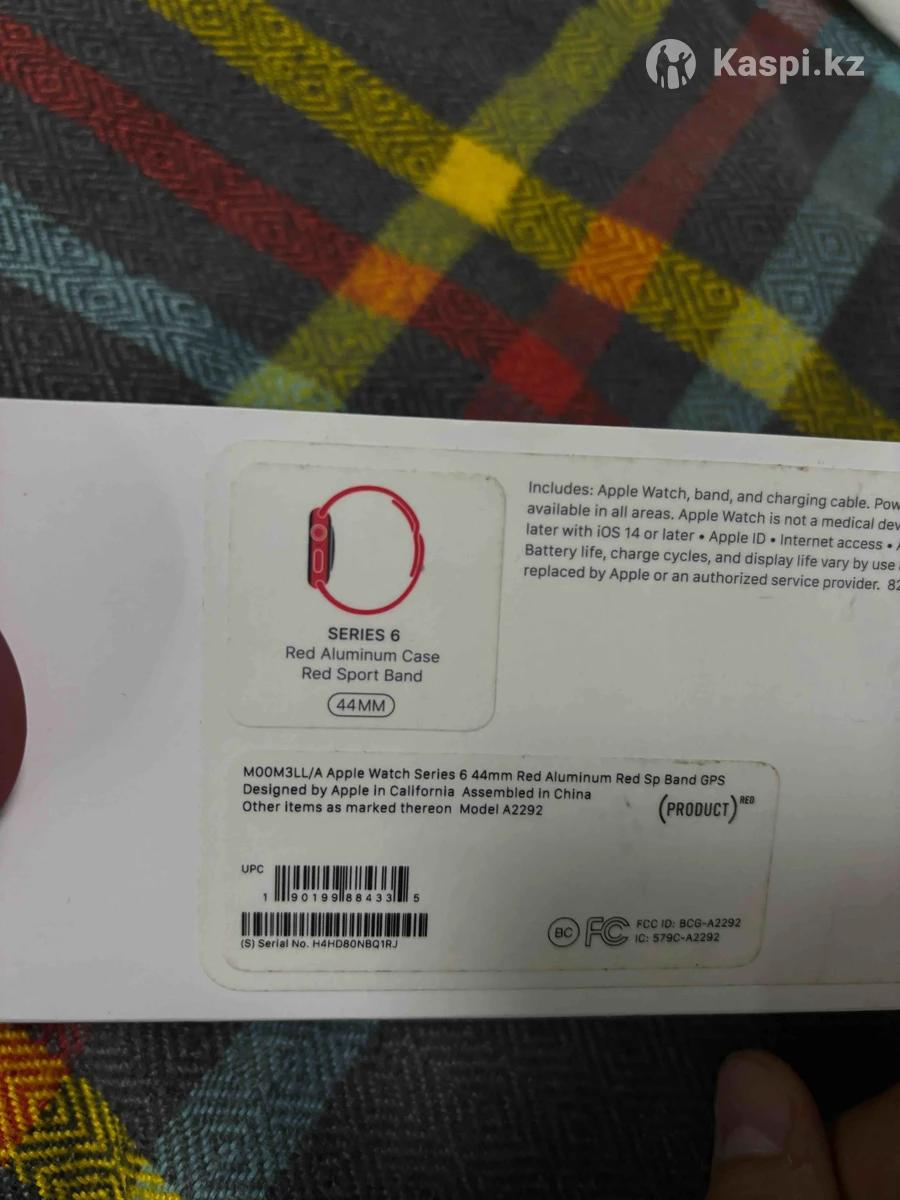 Kaspi.kz
Includes: Apple Watch, band, and charging cable. Pow
available in all areas. Apple Watch is not a medical dev
later with iOS 14 or later • Apple ID • Internet access •
Battery life, charge cycles, and display life vary by use
replaced by Apple or an authorized service provider. 82
SERIES 6
Red Aluminum Case
Red Sport Band
44MM
M00M3LL/A Apple Watch Series 6 44mm Red Aluminum Red Sp Band GPS
Designed by Apple in California Assembled in China
Other items as marked thereon Model A2292
(PRODUCT)RED
UPC
1 90199 88433 5
(S) Serial No. H4HD80NBQ1RJ
BC FC FCC ID: BCG-A2292
IC: 579C-A2292